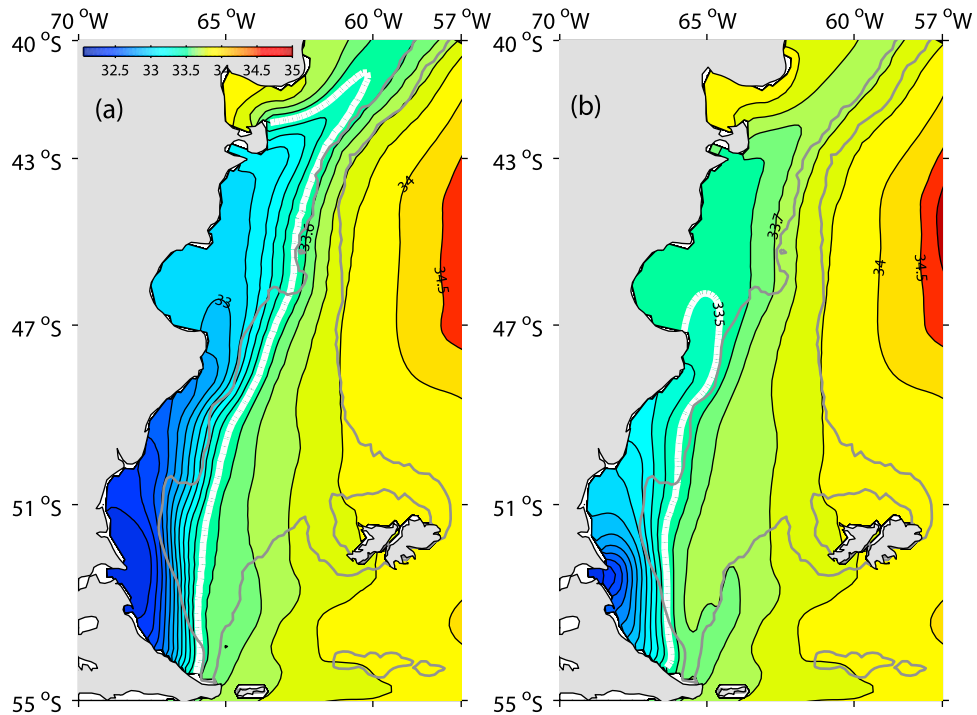 70 °W 65 °W 60 °W 57 °W 70 °W 65 °W 60 °W 57 °W
40 °S 40 °S
32.5 33 33.5 34 34.5 35
(a) (b)
43 °S 43 °S
34
33.6 33.7
34 34.5
34.5
33 33.5
47 °S 47 °S
51 °S 51 °S
55 °S 55 °S